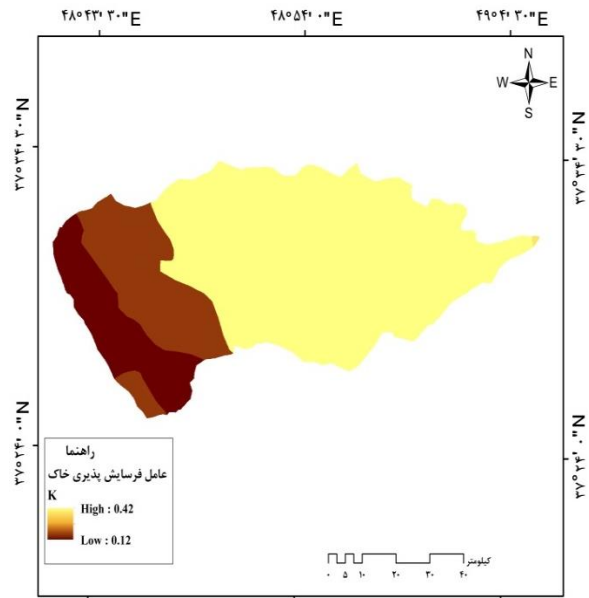 ۴۸°۴۳' ۳۰"E ۴۸°۵۴' ۰"E ۴۹°۴' ۳۰"E
N
W E
S
۳۷°۳۴' ۳۰"N
۳۷°۳۴' ۳۰"N
۳۷°۲۴' ۰"N
۳۷°۲۴' ۰"N
راهنما
عامل فرسایش پذیری خاک
K
High : 0.42
Low : 0.12
کیلومتر
۰ ۵ ۱۰ ۲۰ ۳۰ ۴۰